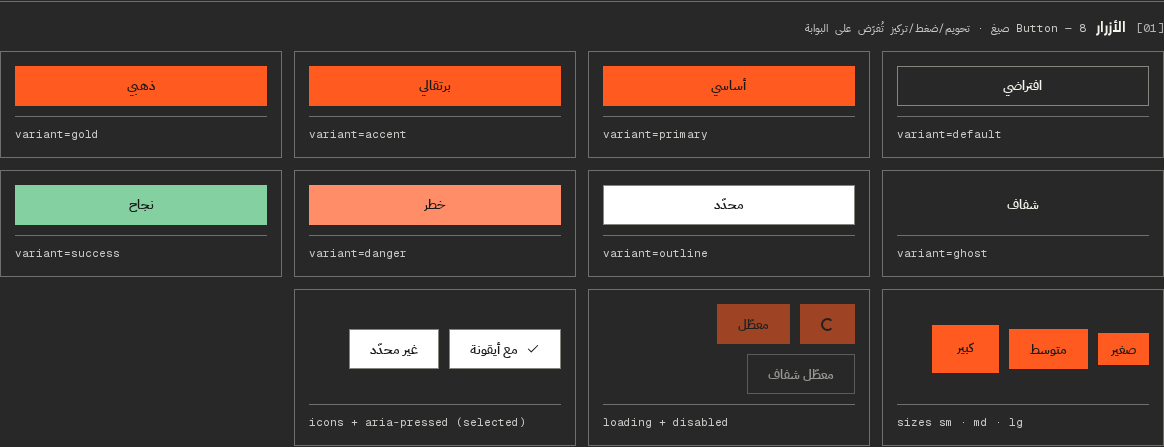 [01] الأزرار Button — 8 صيغ · تحويم/ضغط/تركيز تُفرَض على البوابة
افتراضي
variant=default
أساسي
variant=primary
برتقالي
variant=accent
ذهبي
variant=gold
شفاف
variant=ghost
محدّد
variant=outline
خطر
variant=danger
نجاح
variant=success
صغير
متوسط
كبير
sizes sm · md · lg
معطّل
معطّل شفاف
loading + disabled
مع أيقونة
غير محدّد
icons + aria-pressed (selected)